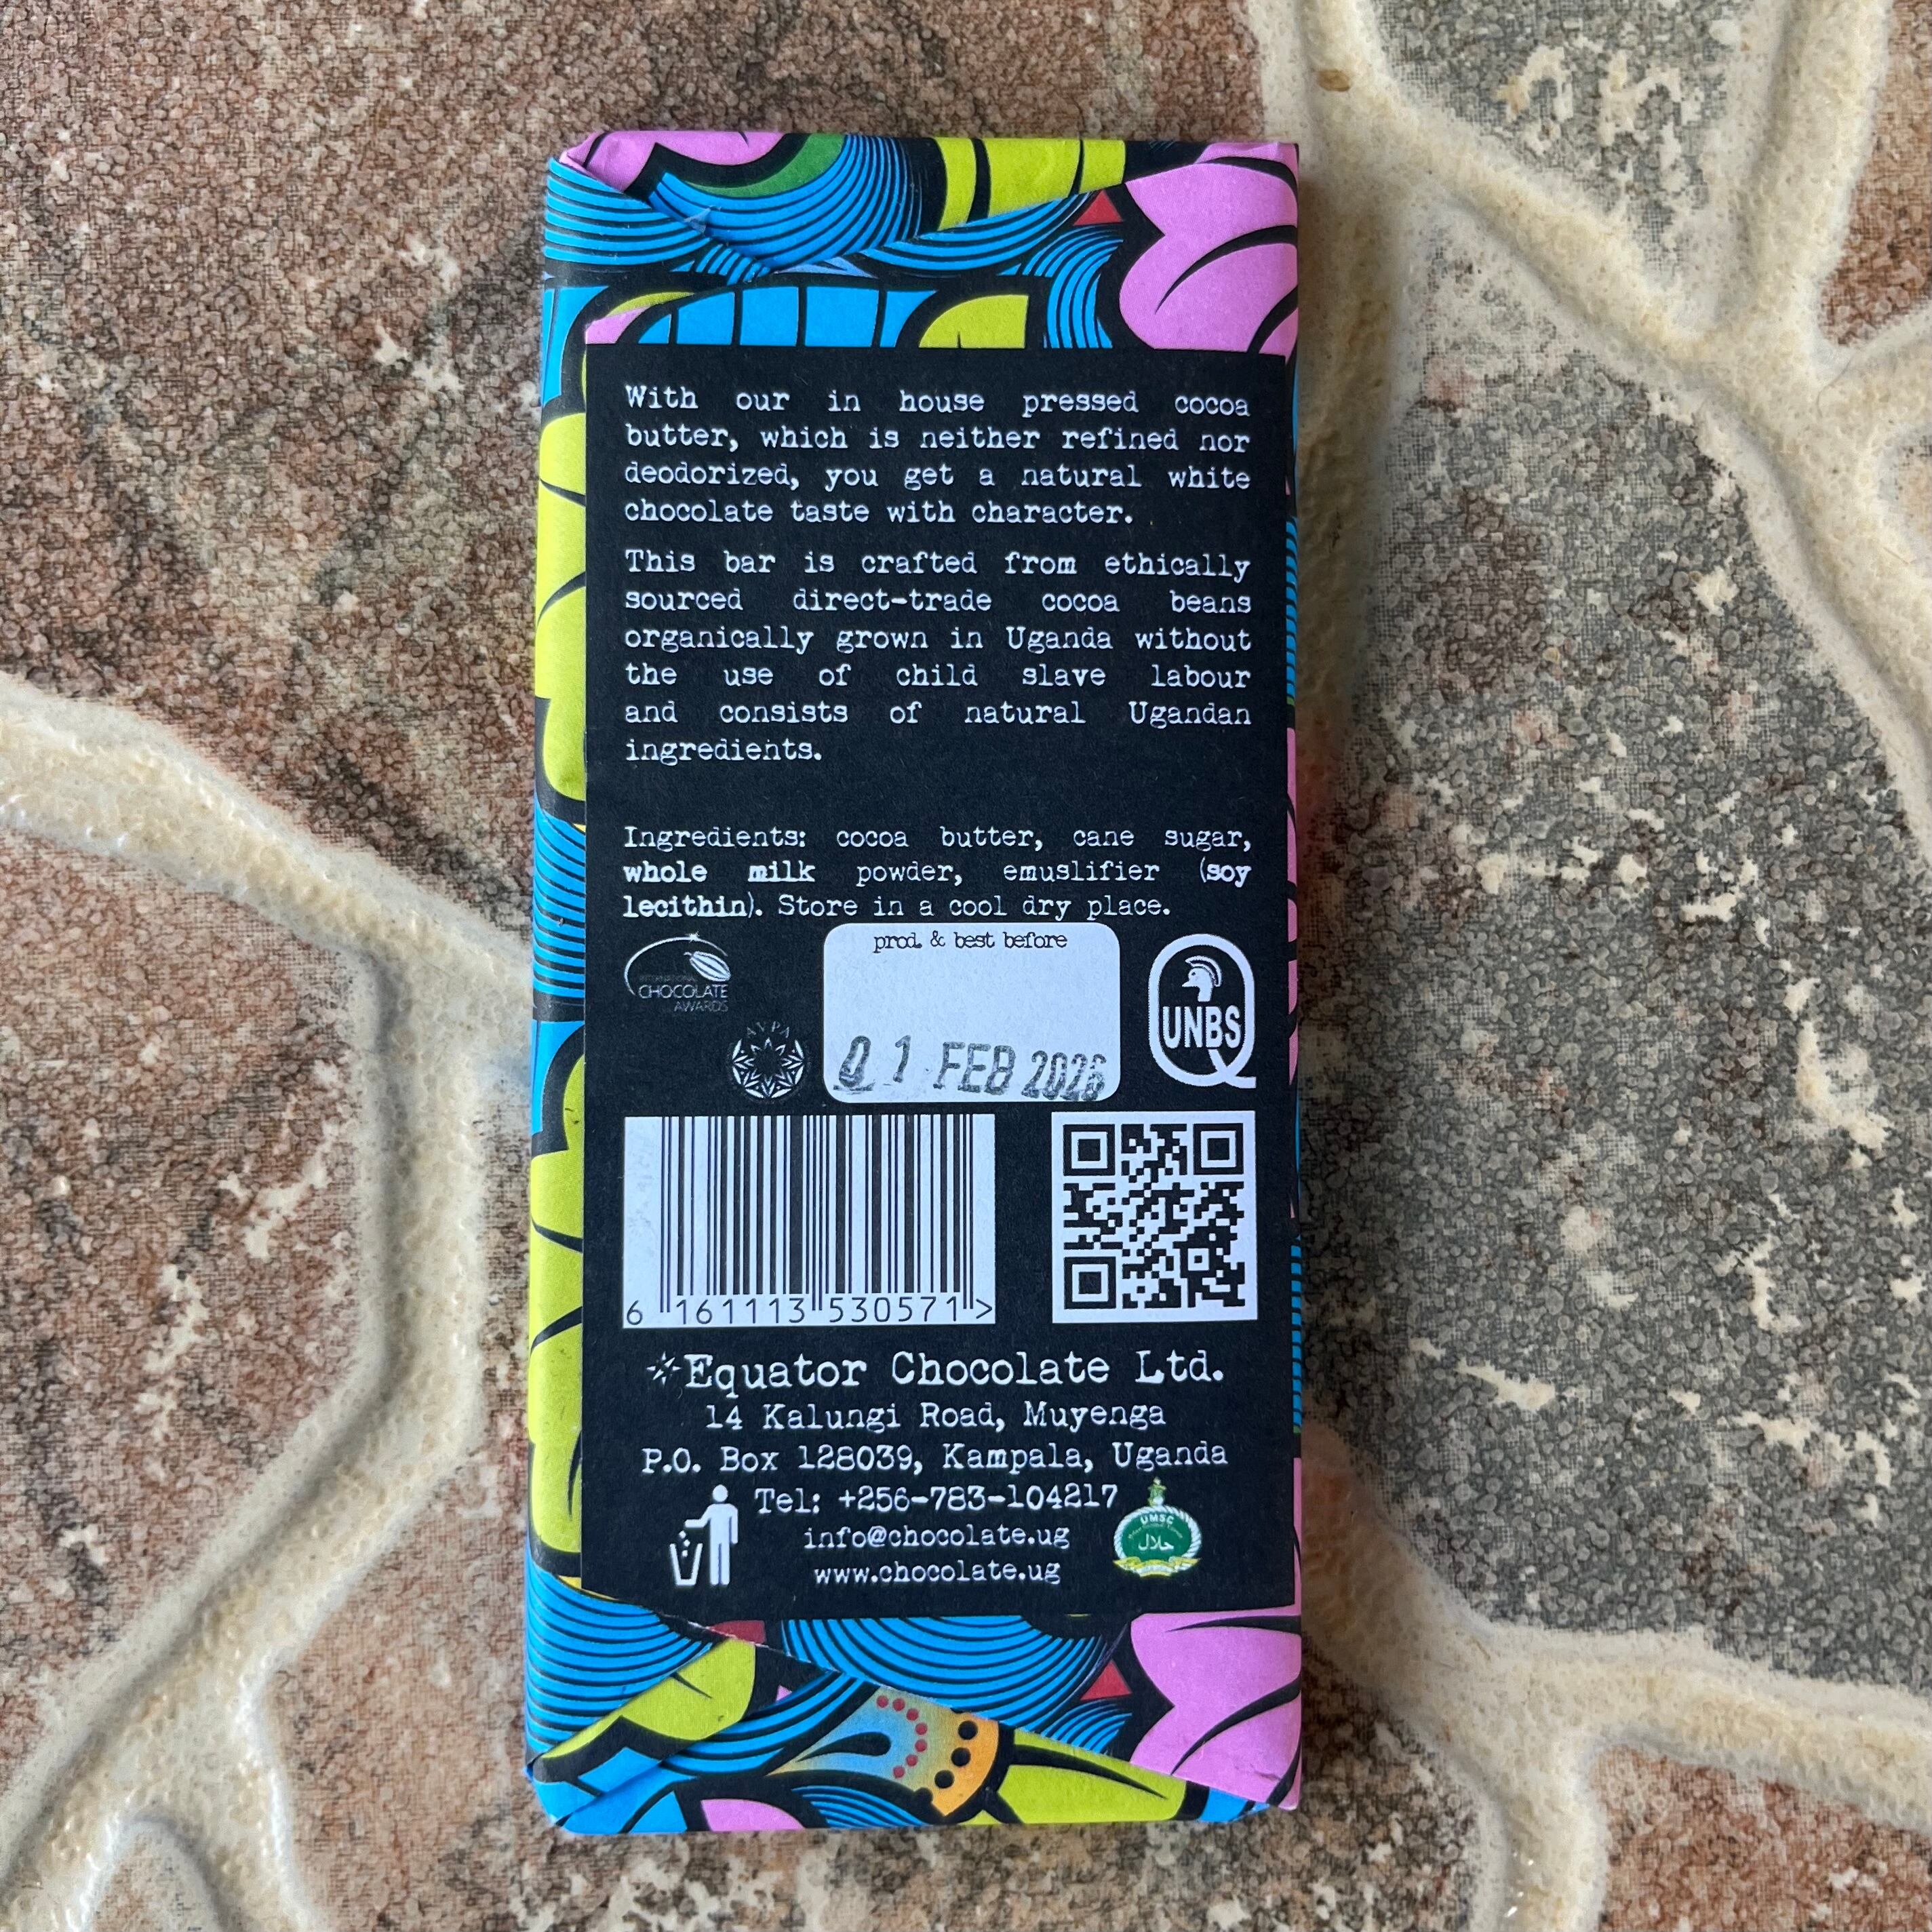 With our in house pressed cocoa
butter, which is neither refined nor
deodorized, you get a natural white
chocolate taste with character.
This bar is crafted from ethically
sourced direct-trade cocoa beans
organically grown in Uganda without
the use of child slave labour
and consists of natural Ugandan
ingredients.
Ingredients: cocoa butter, cane sugar,
whole milk powder, emuslifier (soy
lecithin). Store in a cool dry place.
INTERNATIONAL
CHOCOLATE
AWARDS
AVPA
prod. & best before
01 FEB 2026
UNBS
6 161113 530571 >
Equator Chocolate Ltd.
14 Kalungi Road, Muyenga
P.O. Box 128039, Kampala, Uganda
Tel: +256-783-104217
info@chocolate.ug
www.chocolate.ug
UMSC
حلال